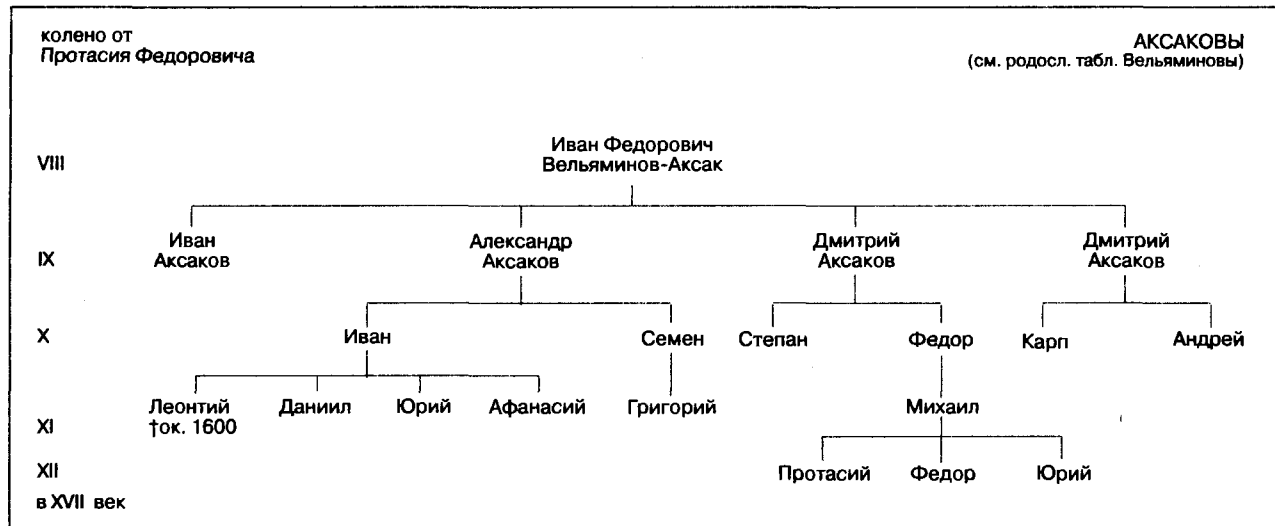 колено от
Протасия Федоровича
АКСАКОВЫ
(см. родосл. табл. Вельяминовы)
Иван Федорович
VIII Вельяминов-Аксак
Иван Александр Дмитрий Дмитрий
IX Аксаков Аксаков Аксаков Аксаков
X Иван Семен Степан Федор Карп Андрей
Леонтий Даниил Юрий Афанасий Григорий Михаил
XI †ок. 1600
XII Протасий Федор Юрий
в XVII век